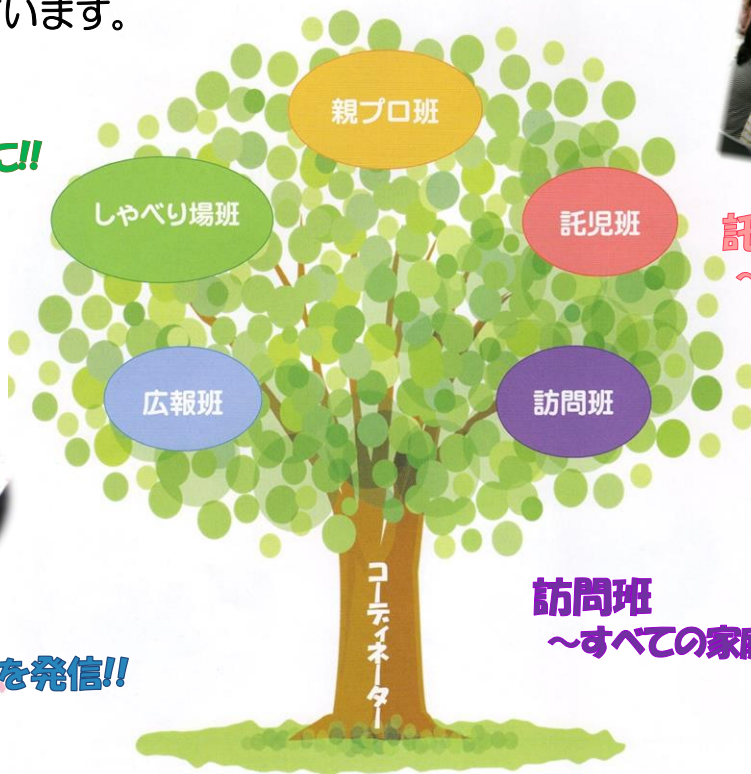 います。
に!!
親プロ班
しゃべり場班
託児班
託
広報班
訪問班
コーディネーター
訪問班
～すべての家庭
を発信!!